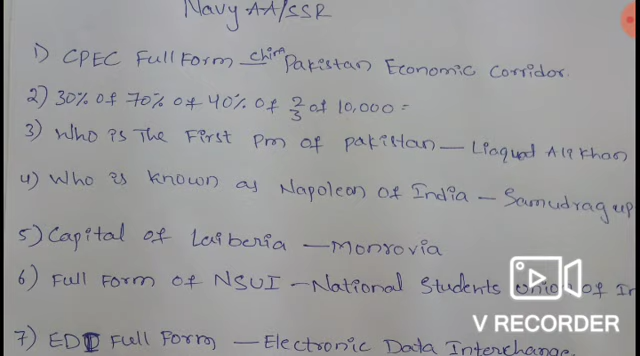 Navy AA/SSR
1) CPEC Full Form — China Pakistan Economic Corridor.
2) 30% of 70% of 40% of 2/3 of 10,000 =
3) Who is The First Pm of Pakistan — Liaquat Ali Khan
4) Who is known as Napolean of India — Samudragup
5) Capital of Laiberia — Monrovia
6) Full Form of NSUI — National Students Union of In
7) EDI Full Form — Electronic Data Interchange
V RECORDER